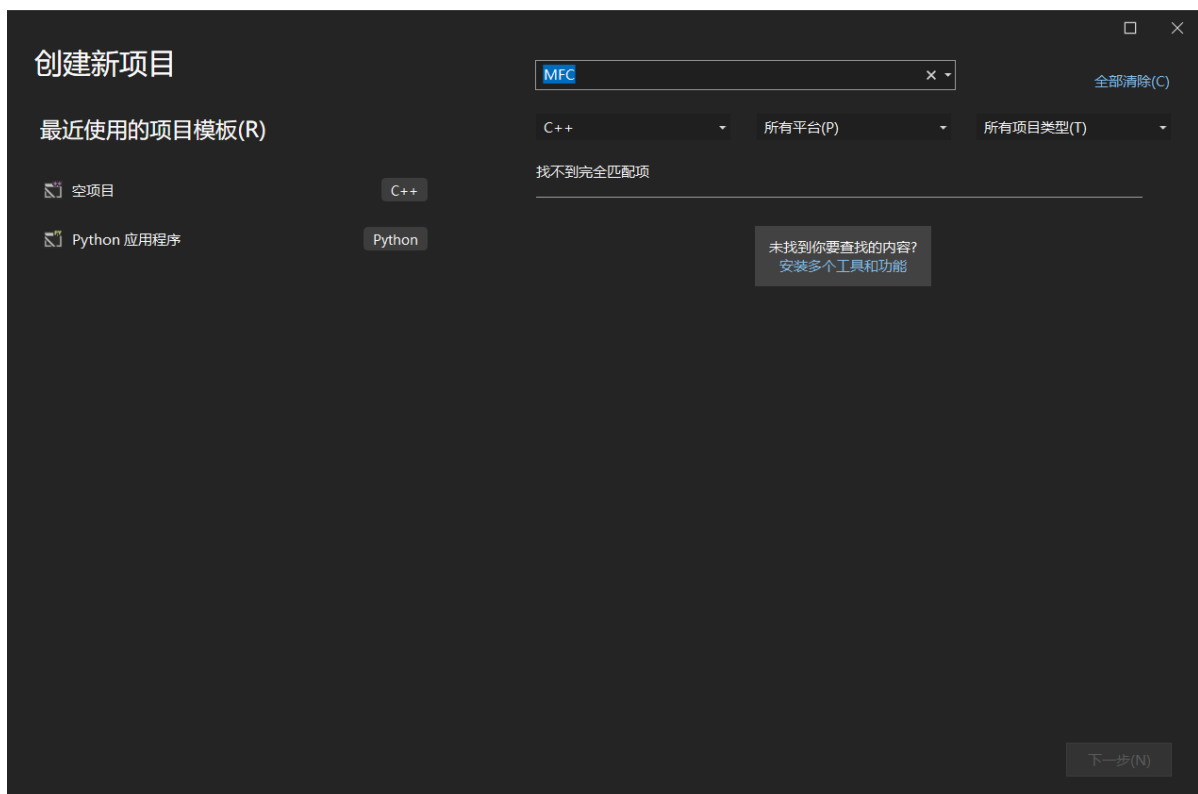 创建新项目
MFC
全部清除(C)
最近使用的项目模板(R)
C++
所有平台(P)
所有项目类型(T)
找不到完全匹配项
空项目
C++
Python 应用程序
Python
未找到你要查找的内容?
安装多个工具和功能
下一步(N)